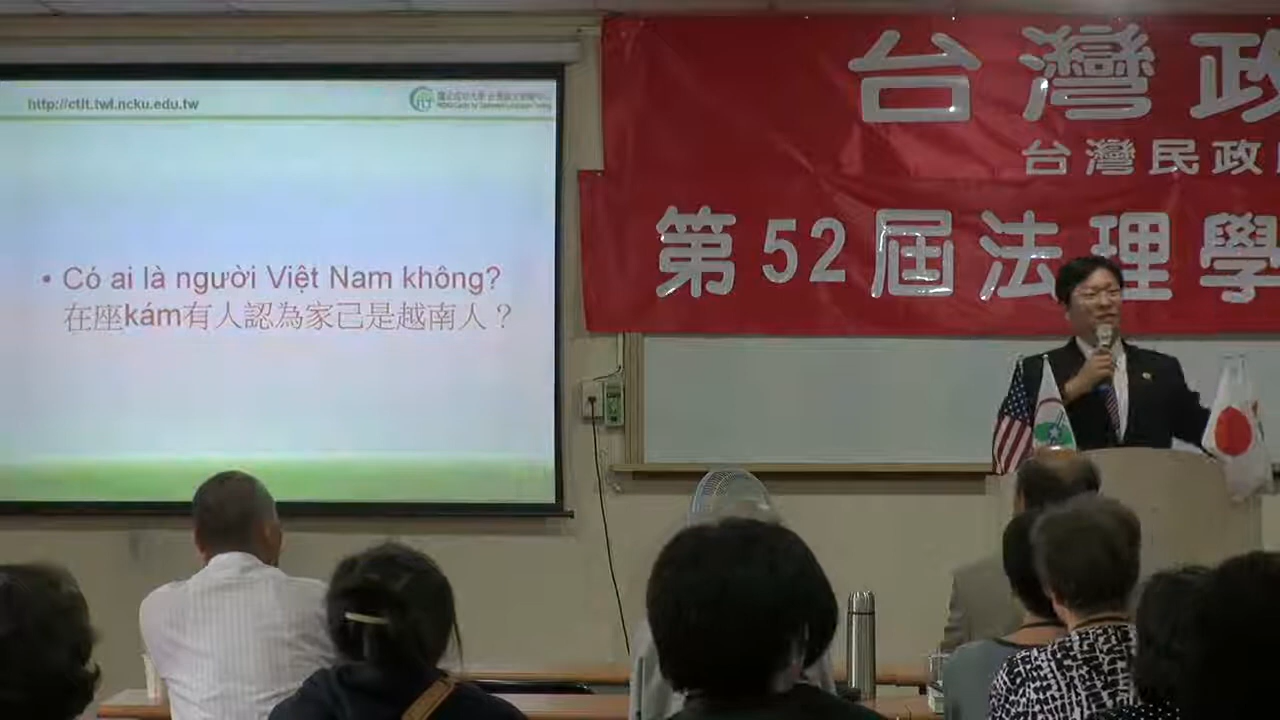 http://ctlt.twl.ncku.edu.tw
• Có ai là người Việt Nam không?
在座kám有人認為家己是越南人？
台灣政
台灣民政府
第52屆法理學